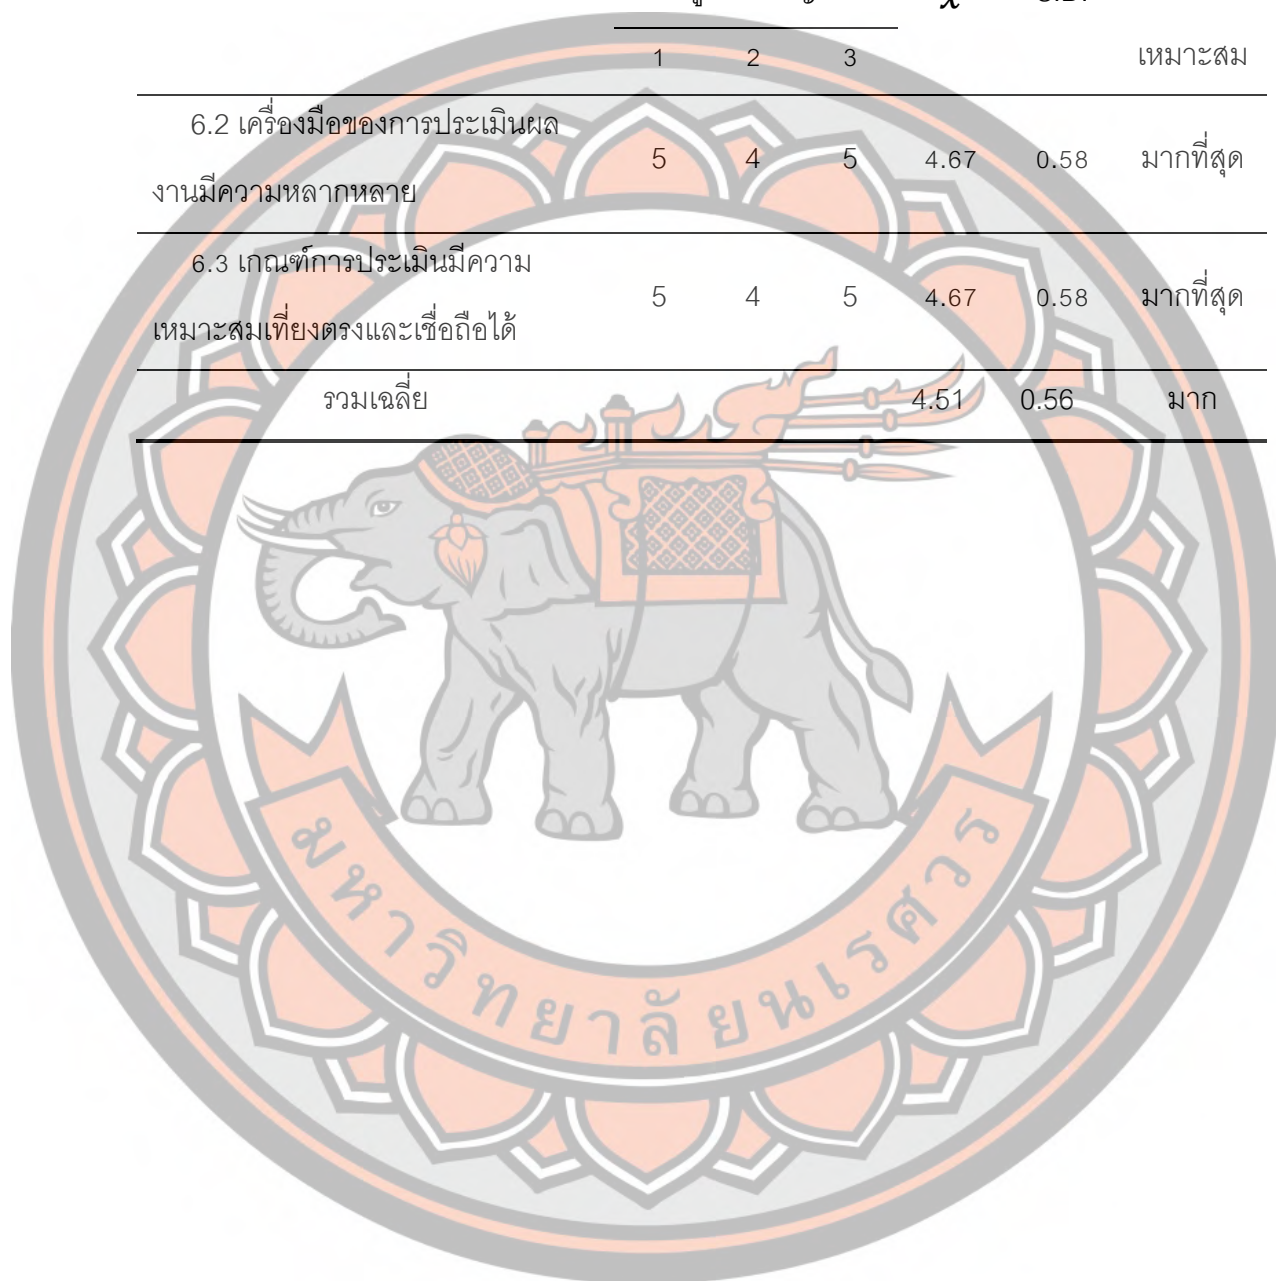 1 2 3 เหมาะสม
6.2 เครื่องมือของการประเมินผล
5 4 5 4.67 0.58 มากที่สุด
งานมีความหลากหลาย
6.3 เกณฑ์การประเมินมีความ
5 4 5 4.67 0.58 มากที่สุด
เหมาะสมเที่ยงตรงและเชื่อถือได้
รวมเฉลี่ย 4.51 0.56 มาก
มหาวิทยาลัยนเรศวร